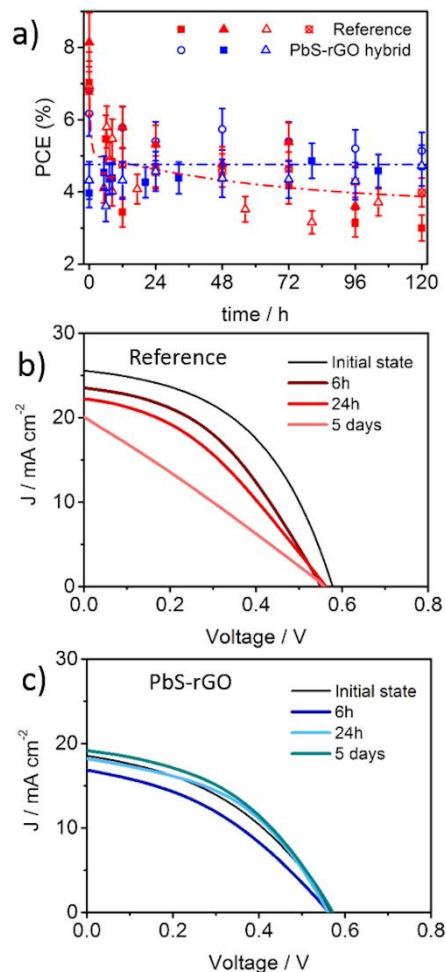 a)
Reference
PbS-rGO hybrid
8
6
4
2
PCE (%)
0 24 48 72 96 120
time / h
b)
Reference
Initial state
6h
24h
5 days
30
20
10
0
J / mA cm⁻²
0.0 0.2 0.4 0.6 0.8
Voltage / V
c)
PbS-rGO
Initial state
6h
24h
5 days
30
20
10
0
J / mA cm⁻²
0.0 0.2 0.4 0.6 0.8
Voltage / V